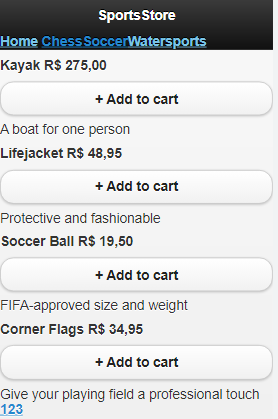 SportsStore
Home ChessSoccerWatersports
Kayak R$ 275,00
+ Add to cart
A boat for one person
Lifejacket R$ 48,95
+ Add to cart
Protective and fashionable
Soccer Ball R$ 19,50
+ Add to cart
FIFA-approved size and weight
Corner Flags R$ 34,95
+ Add to cart
Give your playing field a professional touch
123